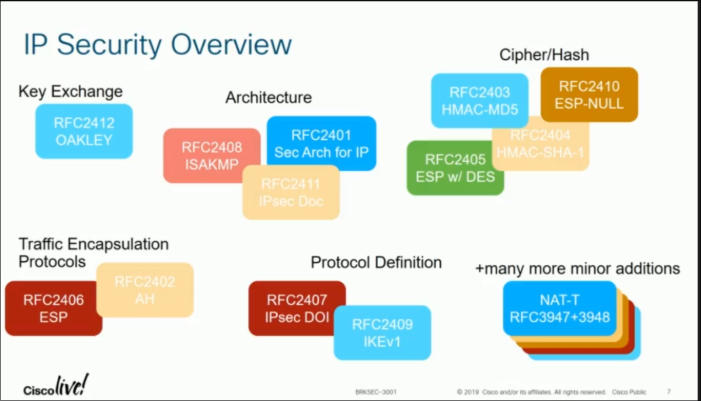 IP Security Overview
Key Exchange
RFC2412
OAKLEY
Architecture
RFC2408
ISAKMP
RFC2401
Sec Arch for IP
RFC2411
IPsec Doc
Cipher/Hash
RFC2403
HMAC-MD5
RFC2410
ESP-NULL
RFC2404
HMAC-SHA-1
RFC2405
ESP w/ DES
Traffic Encapsulation
Protocols
RFC2406
ESP
RFC2402
AH
Protocol Definition
RFC2407
IPsec DOI
RFC2409
IKEv1
+many more minor additions
NAT-T
RFC3947+3948
Cisco live!
BRKSEC-3001
© 2019 Cisco and/or its affiliates. All rights reserved. Cisco Public
7